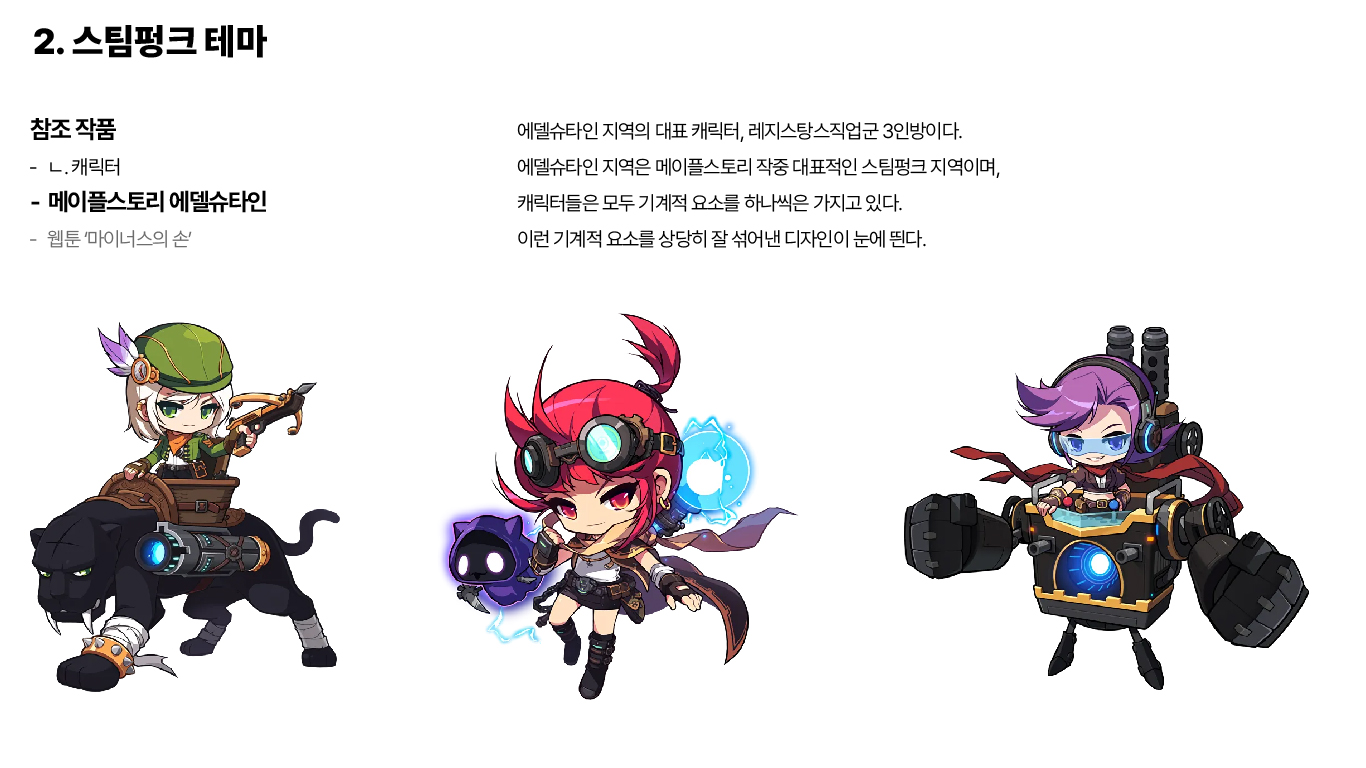 2. 스팀펑크 테마
참조 작품
- ㄴ. 캐릭터
- 메이플스토리 에델슈타인
- 웹툰 ‘마이너스의 손’
에델슈타인 지역의 대표 캐릭터, 레지스탕스직업군 3인방이다.
에델슈타인 지역은 메이플스토리 작중 대표적인 스팀펑크 지역이며,
캐릭터들은 모두 기계적 요소를 하나씩은 가지고 있다.
이런 기계적 요소를 상당히 잘 섞어낸 디자인이 눈에 띈다.